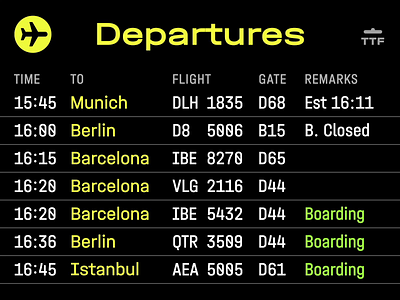 Departures
TTF
TIME TO FLIGHT GATE REMARKS
15:45 Munich DLH 1835 D68 Est 16:11
16:00 Berlin D8 5006 B15 B. Closed
16:15 Barcelona IBE 8270 D65
16:20 Barcelona VLG 2116 D44
16:20 Barcelona IBE 5432 D44 Boarding
16:36 Berlin QTR 3509 D44 Boarding
16:45 Istanbul AEA 5005 D61 Boarding